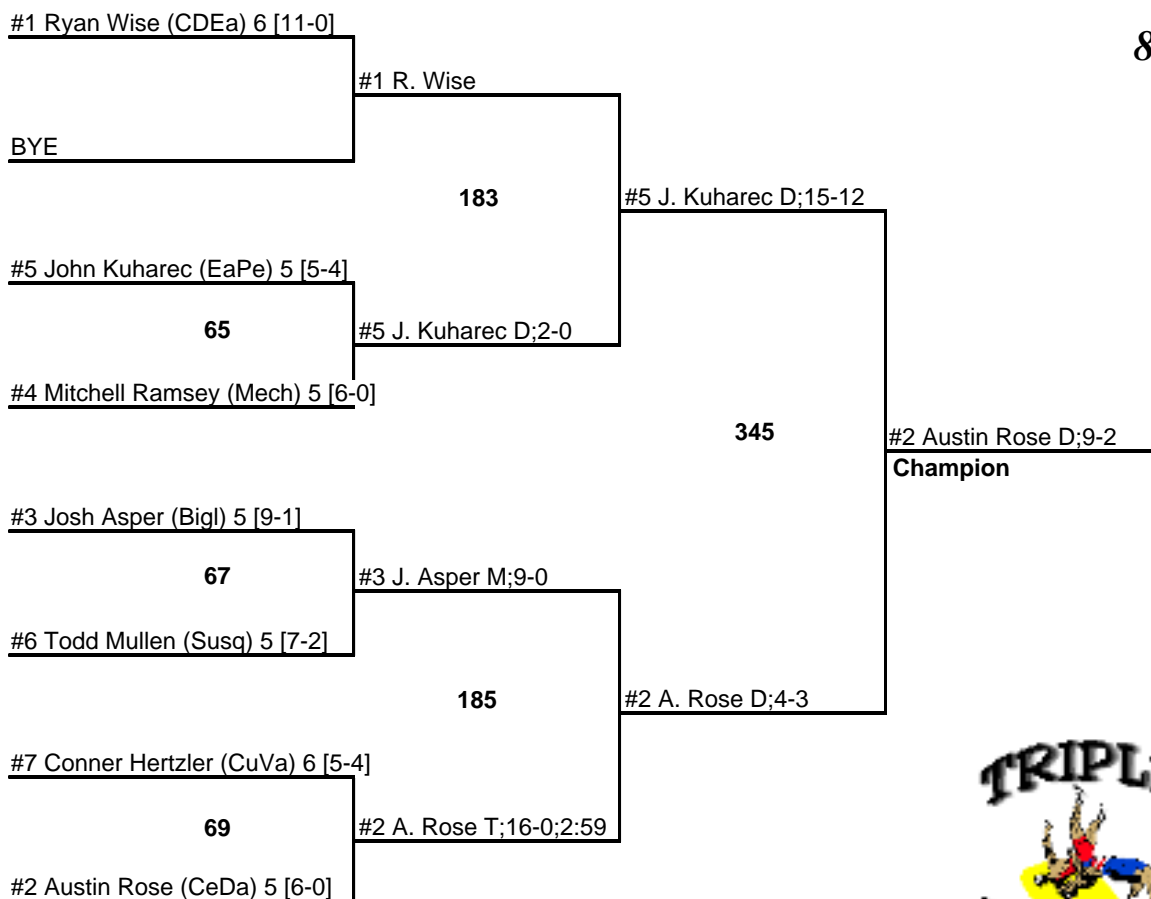 #1 Ryan Wise (CDEa) 6 [11-0]
8
#1 R. Wise
BYE
183
#5 J. Kuharec D;15-12
#5 John Kuharec (EaPe) 5 [5-4]
65
#5 J. Kuharec D;2-0
#4 Mitchell Ramsey (Mech) 5 [6-0]
345
#2 Austin Rose D;9-2
Champion
#3 Josh Asper (Bigl) 5 [9-1]
67
#3 J. Asper M;9-0
#6 Todd Mullen (Susq) 5 [7-2]
185
#2 A. Rose D;4-3
#7 Conner Hertzler (CuVa) 6 [5-4]
69
#2 A. Rose T;16-0;2:59
#2 Austin Rose (CeDa) 5 [6-0]
TRIPL